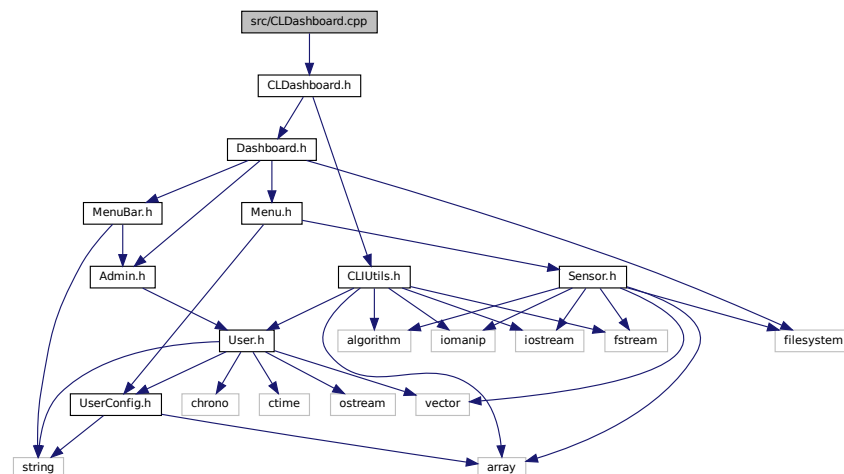 src/CLDashboard.cpp
CLDashboard.h
Dashboard.h
MenuBar.h
Menu.h
Admin.h
CLIUtils.h
Sensor.h
User.h
algorithm
iomanip
iostream
fstream
filesystem
UserConfig.h
chrono
ctime
ostream
vector
string
array